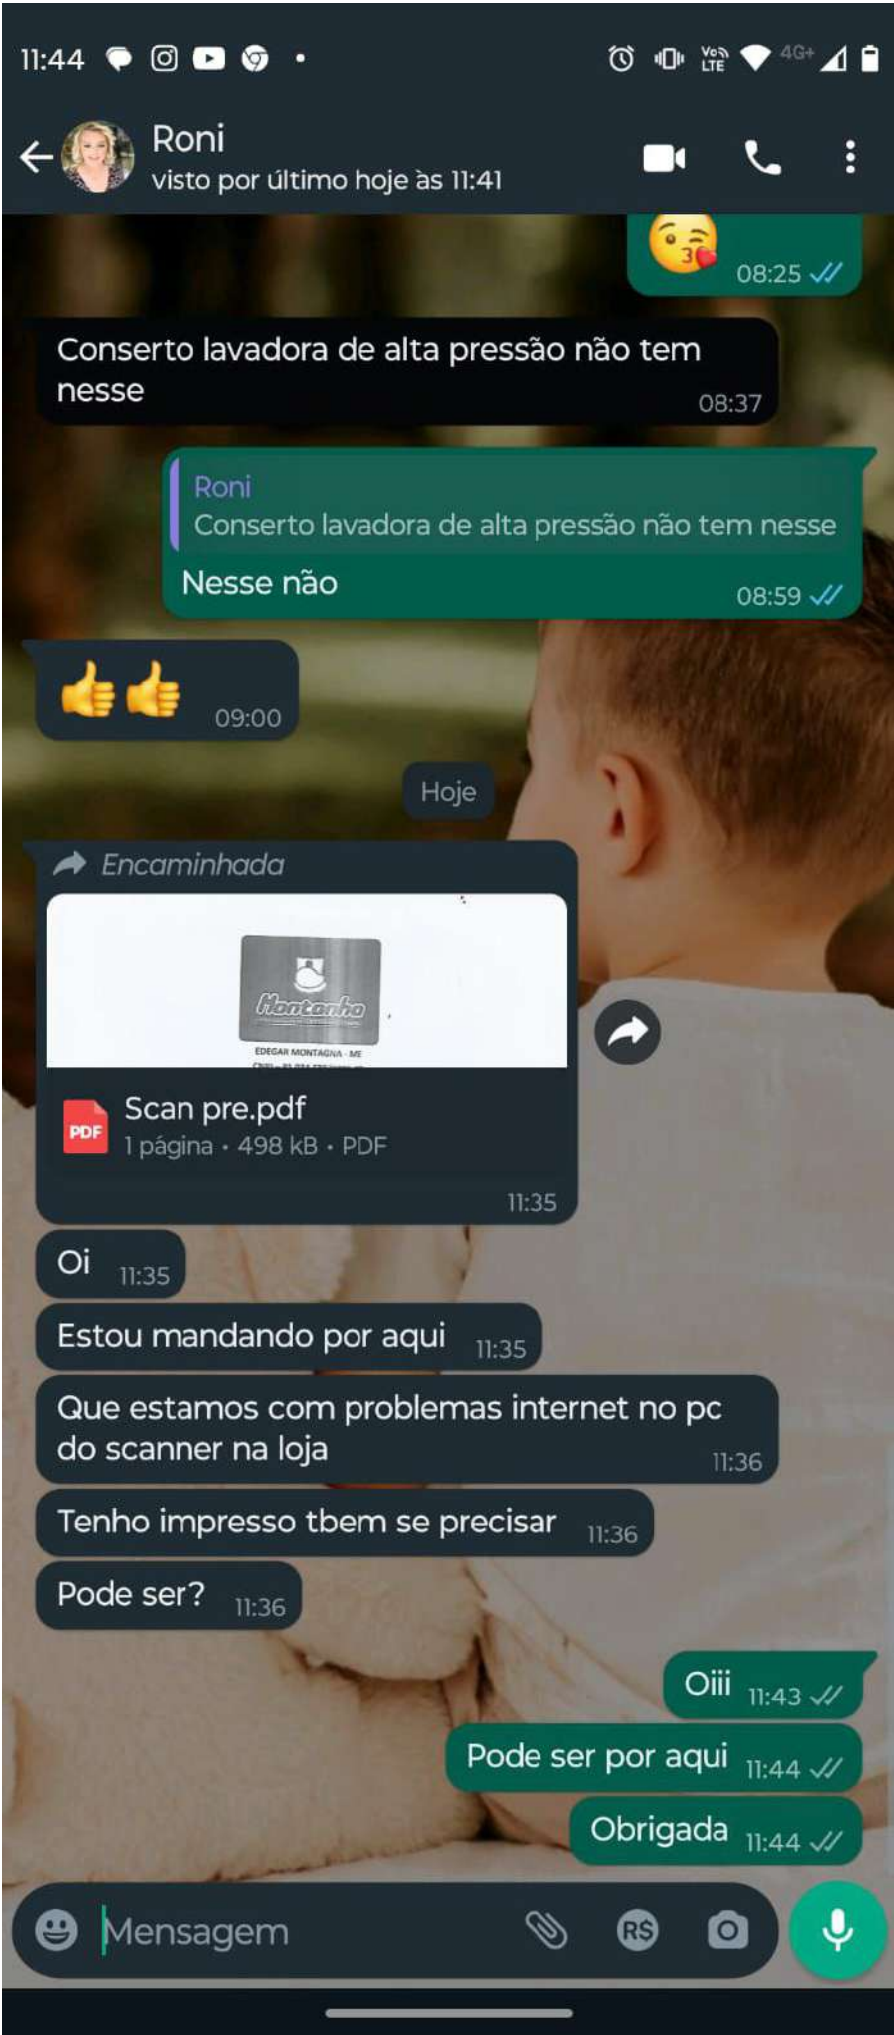 11:44
VoD LTE 4G+
Roni
visto por último hoje às 11:41
08:25
Conserto lavadora de alta pressão não tem
nesse
08:37
Roni
Conserto lavadora de alta pressão não tem nesse
Nesse não
08:59
09:00
Hoje
Encaminhada
Montanha
EDEGAR MONTAGNA - ME
PDF
Scan pre.pdf
1 página • 498 kB • PDF
11:35
Oi 11:35
Estou mandando por aqui 11:35
Que estamos com problemas internet no pc
do scanner na loja
11:36
Tenho impresso tbem se precisar 11:36
Pode ser? 11:36
Oiii 11:43
Pode ser por aqui 11:44
Obrigada 11:44
Mensagem
R$